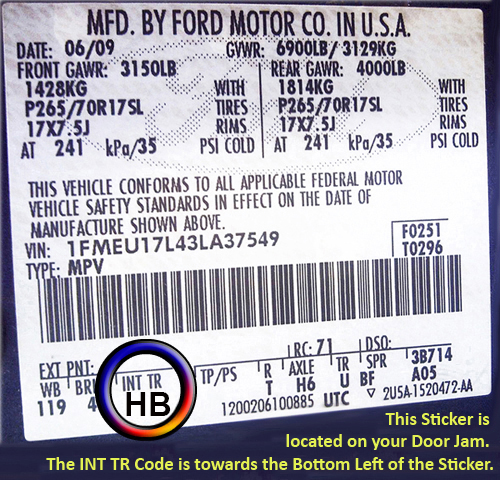 MFD. BY FORD MOTOR CO. IN U.S.A.
DATE: 06/09 GVWR: 6900LB/ 3129KG
FRONT GAWR: 3150LB REAR GAWR: 4000LB
1428KG WITH 1814KG WITH
P265/70R17SL TIRES P265/70R17SL TIRES
17X7.5J RIMS 17X7.5J RIMS
AT 241 kPa/35 PSI COLD AT 241 kPa/35 PSI COLD
THIS VEHICLE CONFORMS TO ALL APPLICABLE FEDERAL MOTOR
VEHICLE SAFETY STANDARDS IN EFFECT ON THE DATE OF
MANUFACTURE SHOWN ABOVE.
VIN: 1FMEU17L43LA37549 F0251
TYPE: MPV T0296
EXT PNT: RC: 71 DSO:
WB BRK INT TR TP/PS R AXLE TR SPR 3B714
119 4 HB T H6 U BF A05
1200206100885 UTC ▽ 2U5A-1520472-AA
This Sticker is
located on your Door Jam.
The INT TR Code is towards the Bottom Left of the Sticker.